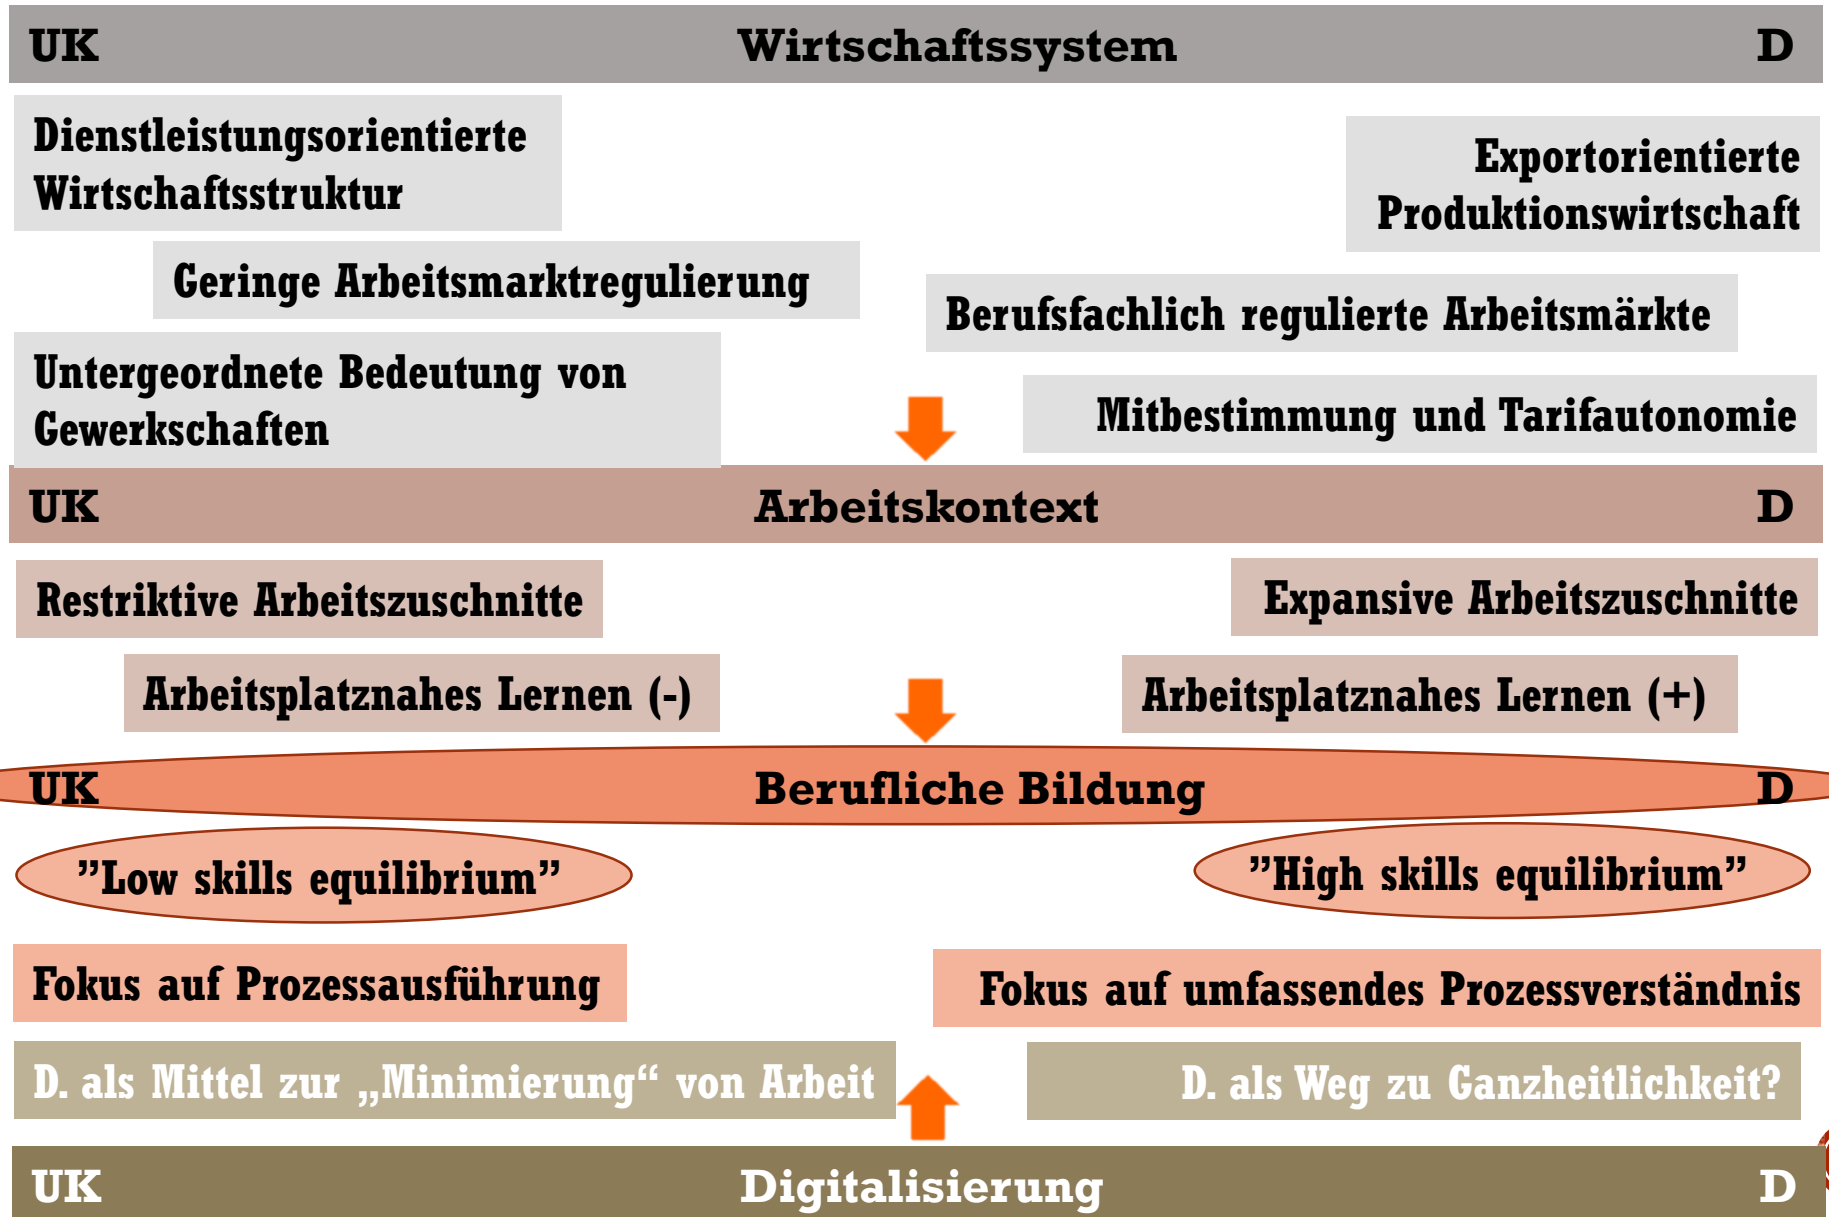 UK Wirtschaftssystem D
Dienstleistungsorientierte
Wirtschaftsstruktur
Exportorientierte
Produktionswirtschaft
Geringe Arbeitsmarktregulierung
Berufsfachlich regulierte Arbeitsmärkte
Untergeordnete Bedeutung von
Gewerkschaften
Mitbestimmung und Tarifautonomie
UK Arbeitskontext D
Restriktive Arbeitszuschnitte
Expansive Arbeitszuschnitte
Arbeitsplatznahes Lernen (-)
Arbeitsplatznahes Lernen (+)
UK Berufliche Bildung D
”Low skills equilibrium”
”High skills equilibrium”
Fokus auf Prozessausführung
Fokus auf umfassendes Prozessverständnis
D. als Mittel zur „Minimierung“ von Arbeit
D. als Weg zu Ganzheitlichkeit?
UK Digitalisierung D